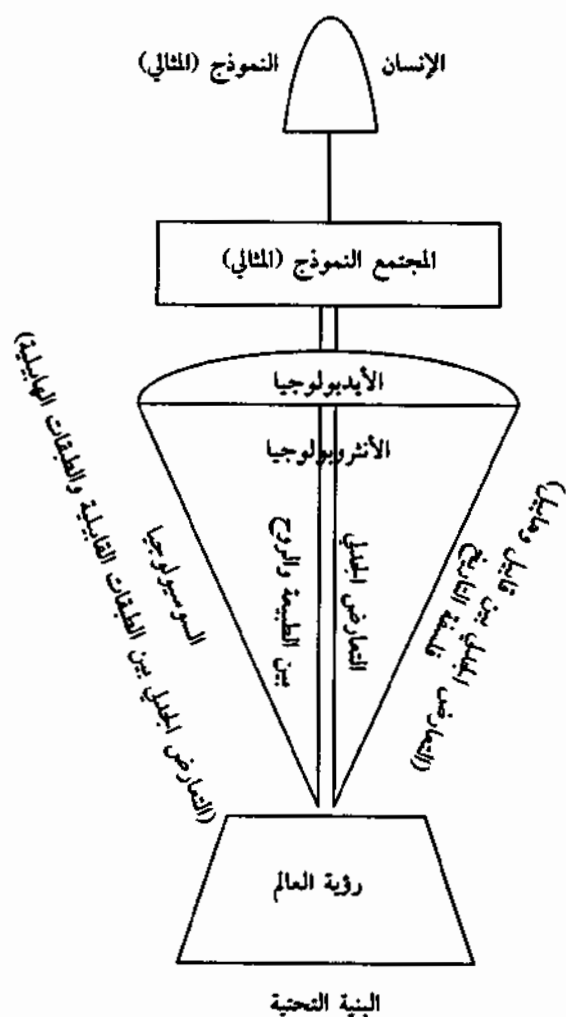 الإنسان النموذج (المثالي)
المجتمع النموذج (المثالي)
الأيديولوجيا
الأنثروبولوجيا
التعارض الجدلي
بين الطبيعة والروح
فلسفة التاريخ
(التعارض الجدلي بين قابيل وهابيل)
السوسيولوجيا
(التعارض الجدلي بين الطبقات القابيلية والطبقات الهابيلية)
رؤية العالم
البنية التحتية